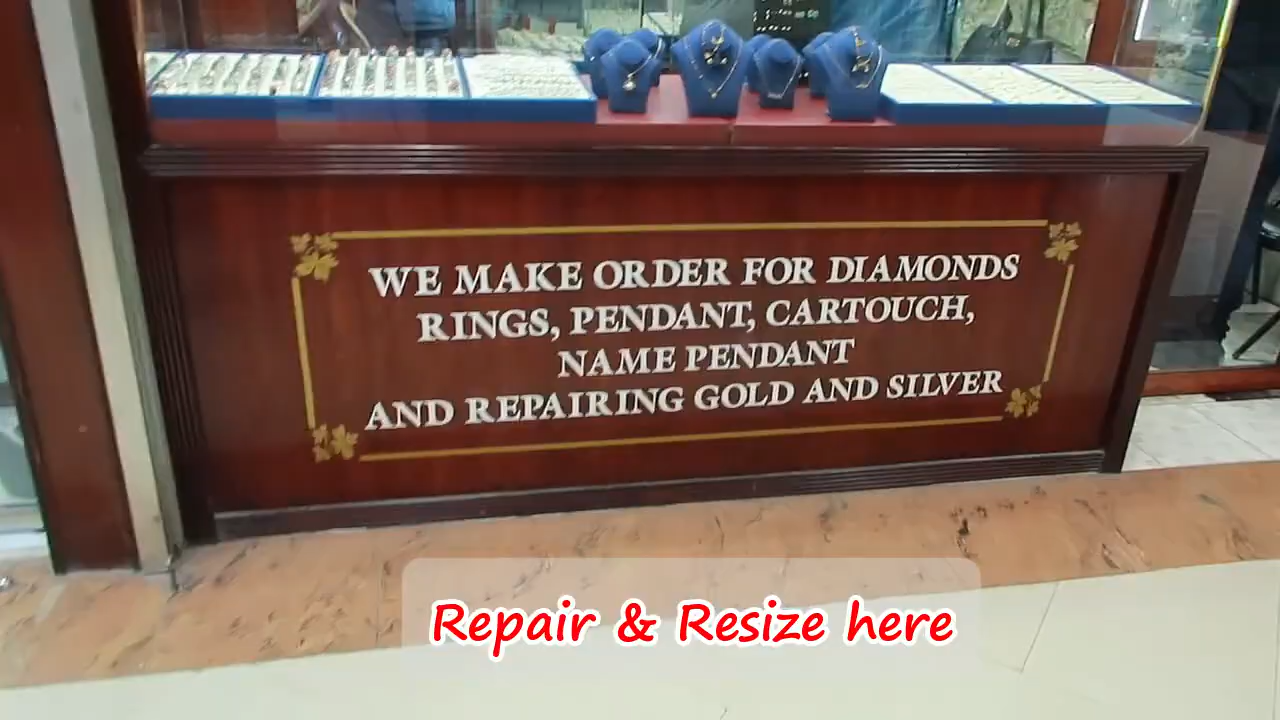 WE MAKE ORDER FOR DIAMONDS
RINGS, PENDANT, CARTOUCH,
NAME PENDANT
AND REPAIRING GOLD AND SILVER
Repair & Resize here